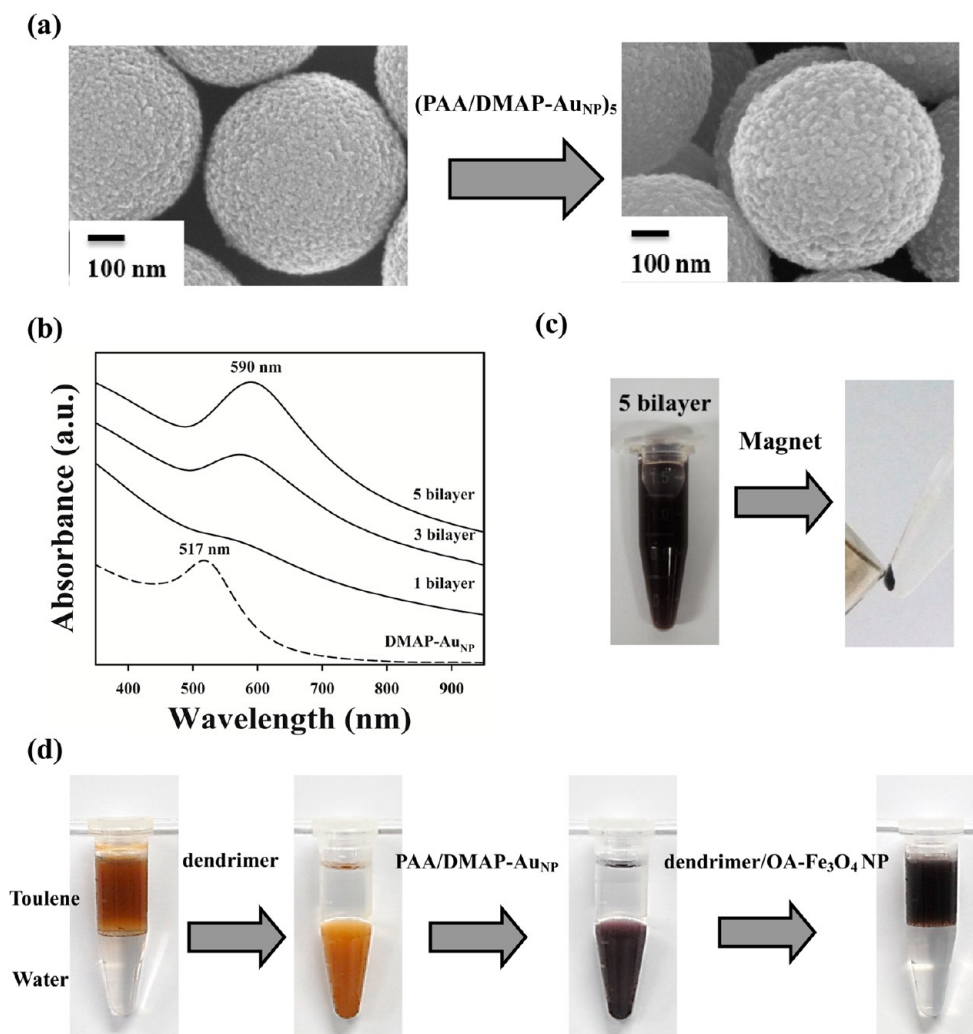 (a)
(PAA/DMAP-AuNP)5
100 nm
100 nm
(b)
Absorbance (a.u.)
590 nm
5 bilayer
3 bilayer
517 nm
1 bilayer
DMAP-AuNP
400 500 600 700 800 900
Wavelength (nm)
(c)
5 bilayer
Magnet
(d)
dendrimer
PAA/DMAP-AuNP
dendrimer/OA-Fe3O4 NP
Toulene
Water